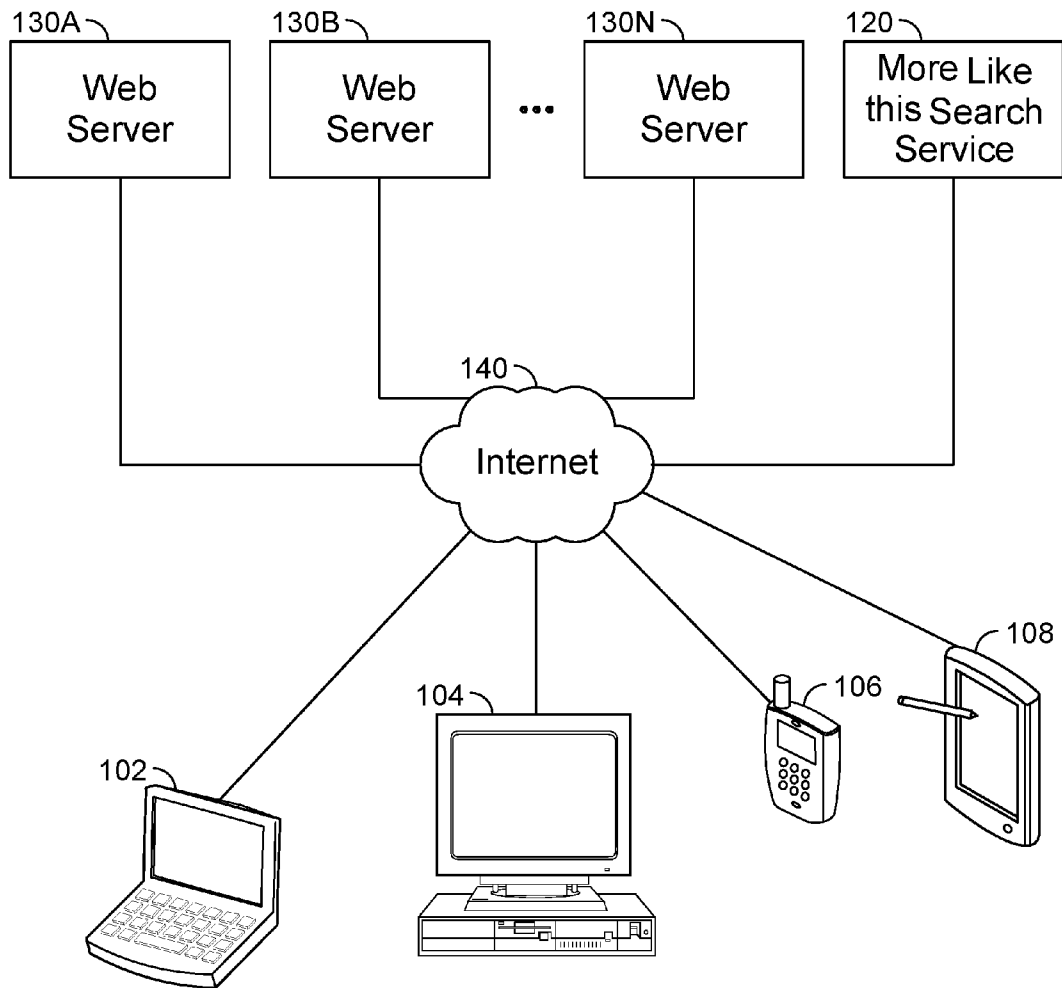 130A
130B
130N
120
Web
Server
Web
Server
...
Web
Server
More Like
this Search
Service
140
Internet
108
106
104
102